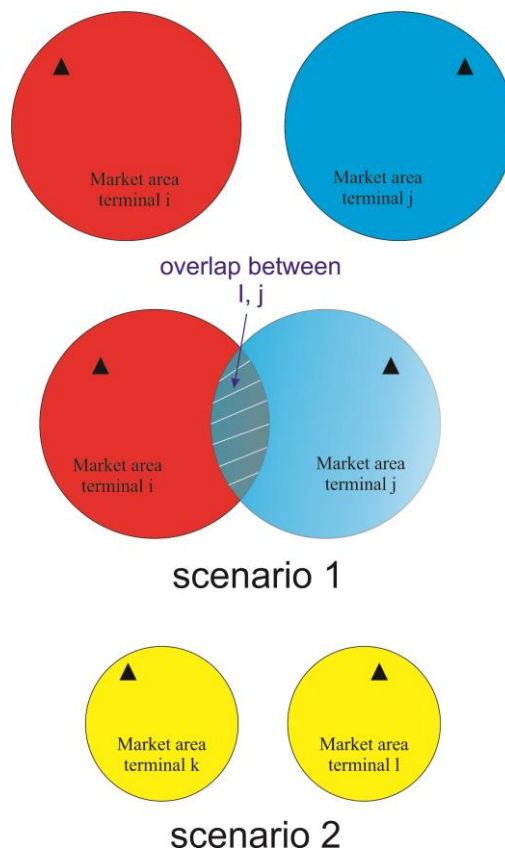 Market area
terminal i
Market area
terminal j
overlap between
I, j
Market area
terminal i
Market area
terminal j
scenario 1
Market area
terminal k
Market area
terminal l
scenario 2